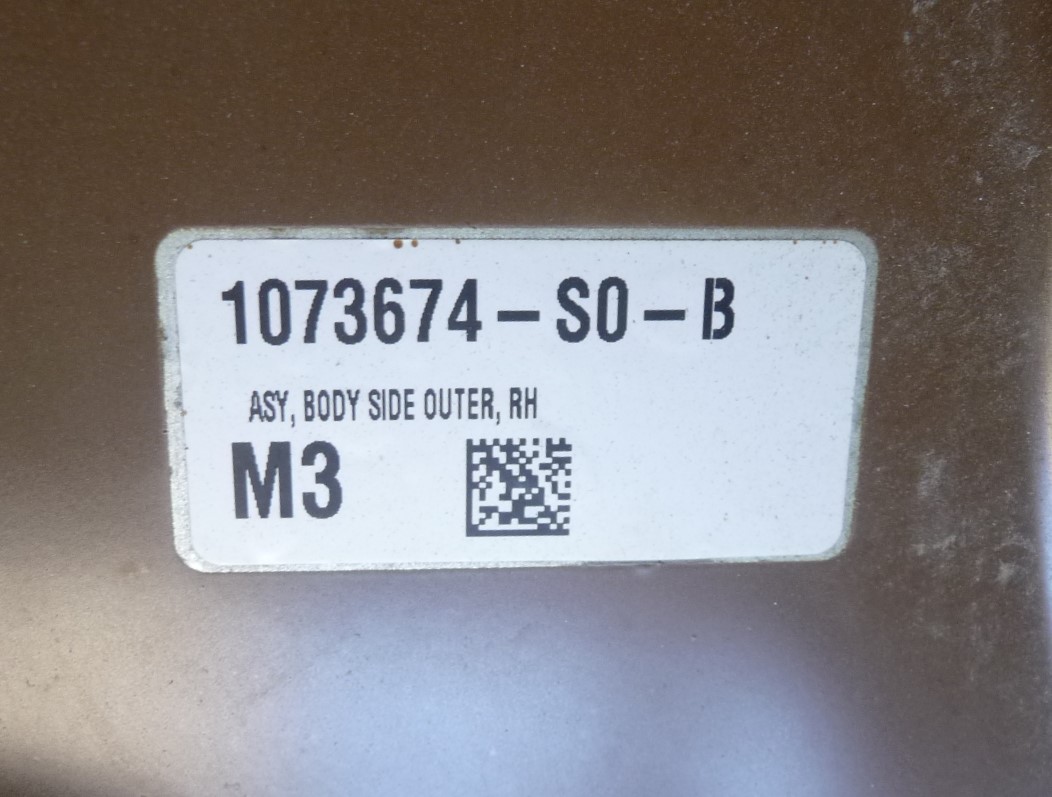 1073674-S0-B
ASY, BODY SIDE OUTER, RH
M3